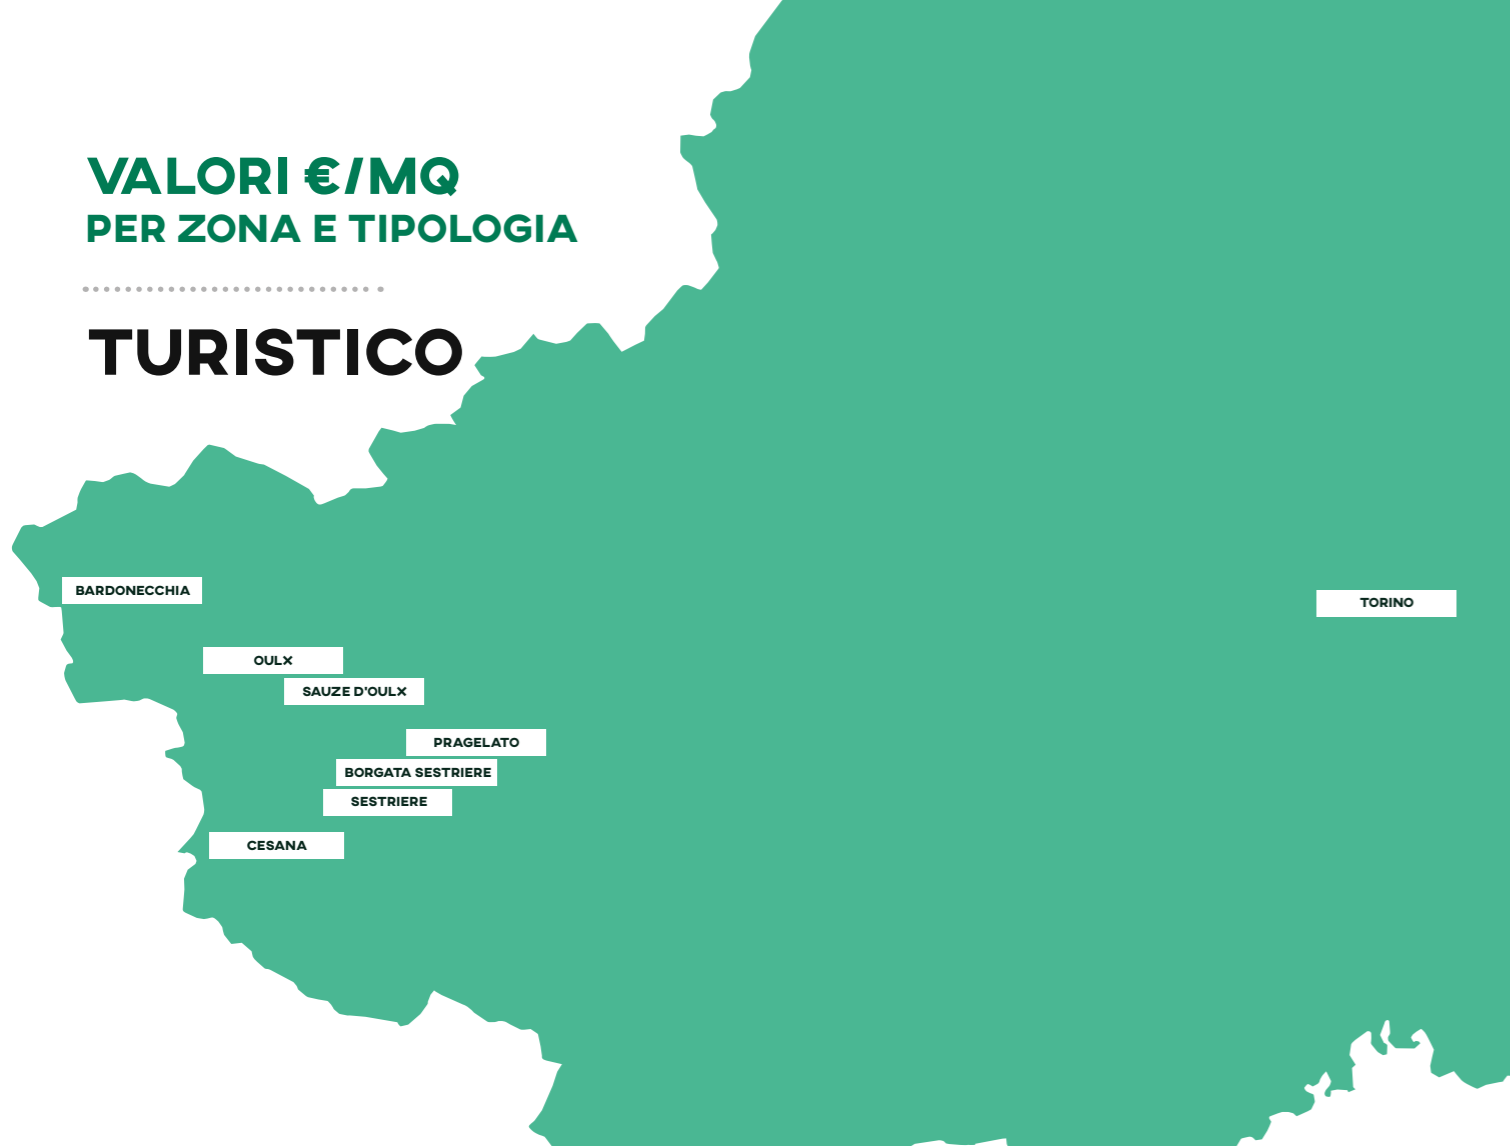 VALORI €/MQ
PER ZONA E TIPOLOGIA
TURISTICO
BARDONECCHIA
TORINO
OULX
SAUZE D'OULX
PRAGELATO
BORGATA SESTRIERE
SESTRIERE
CESANA